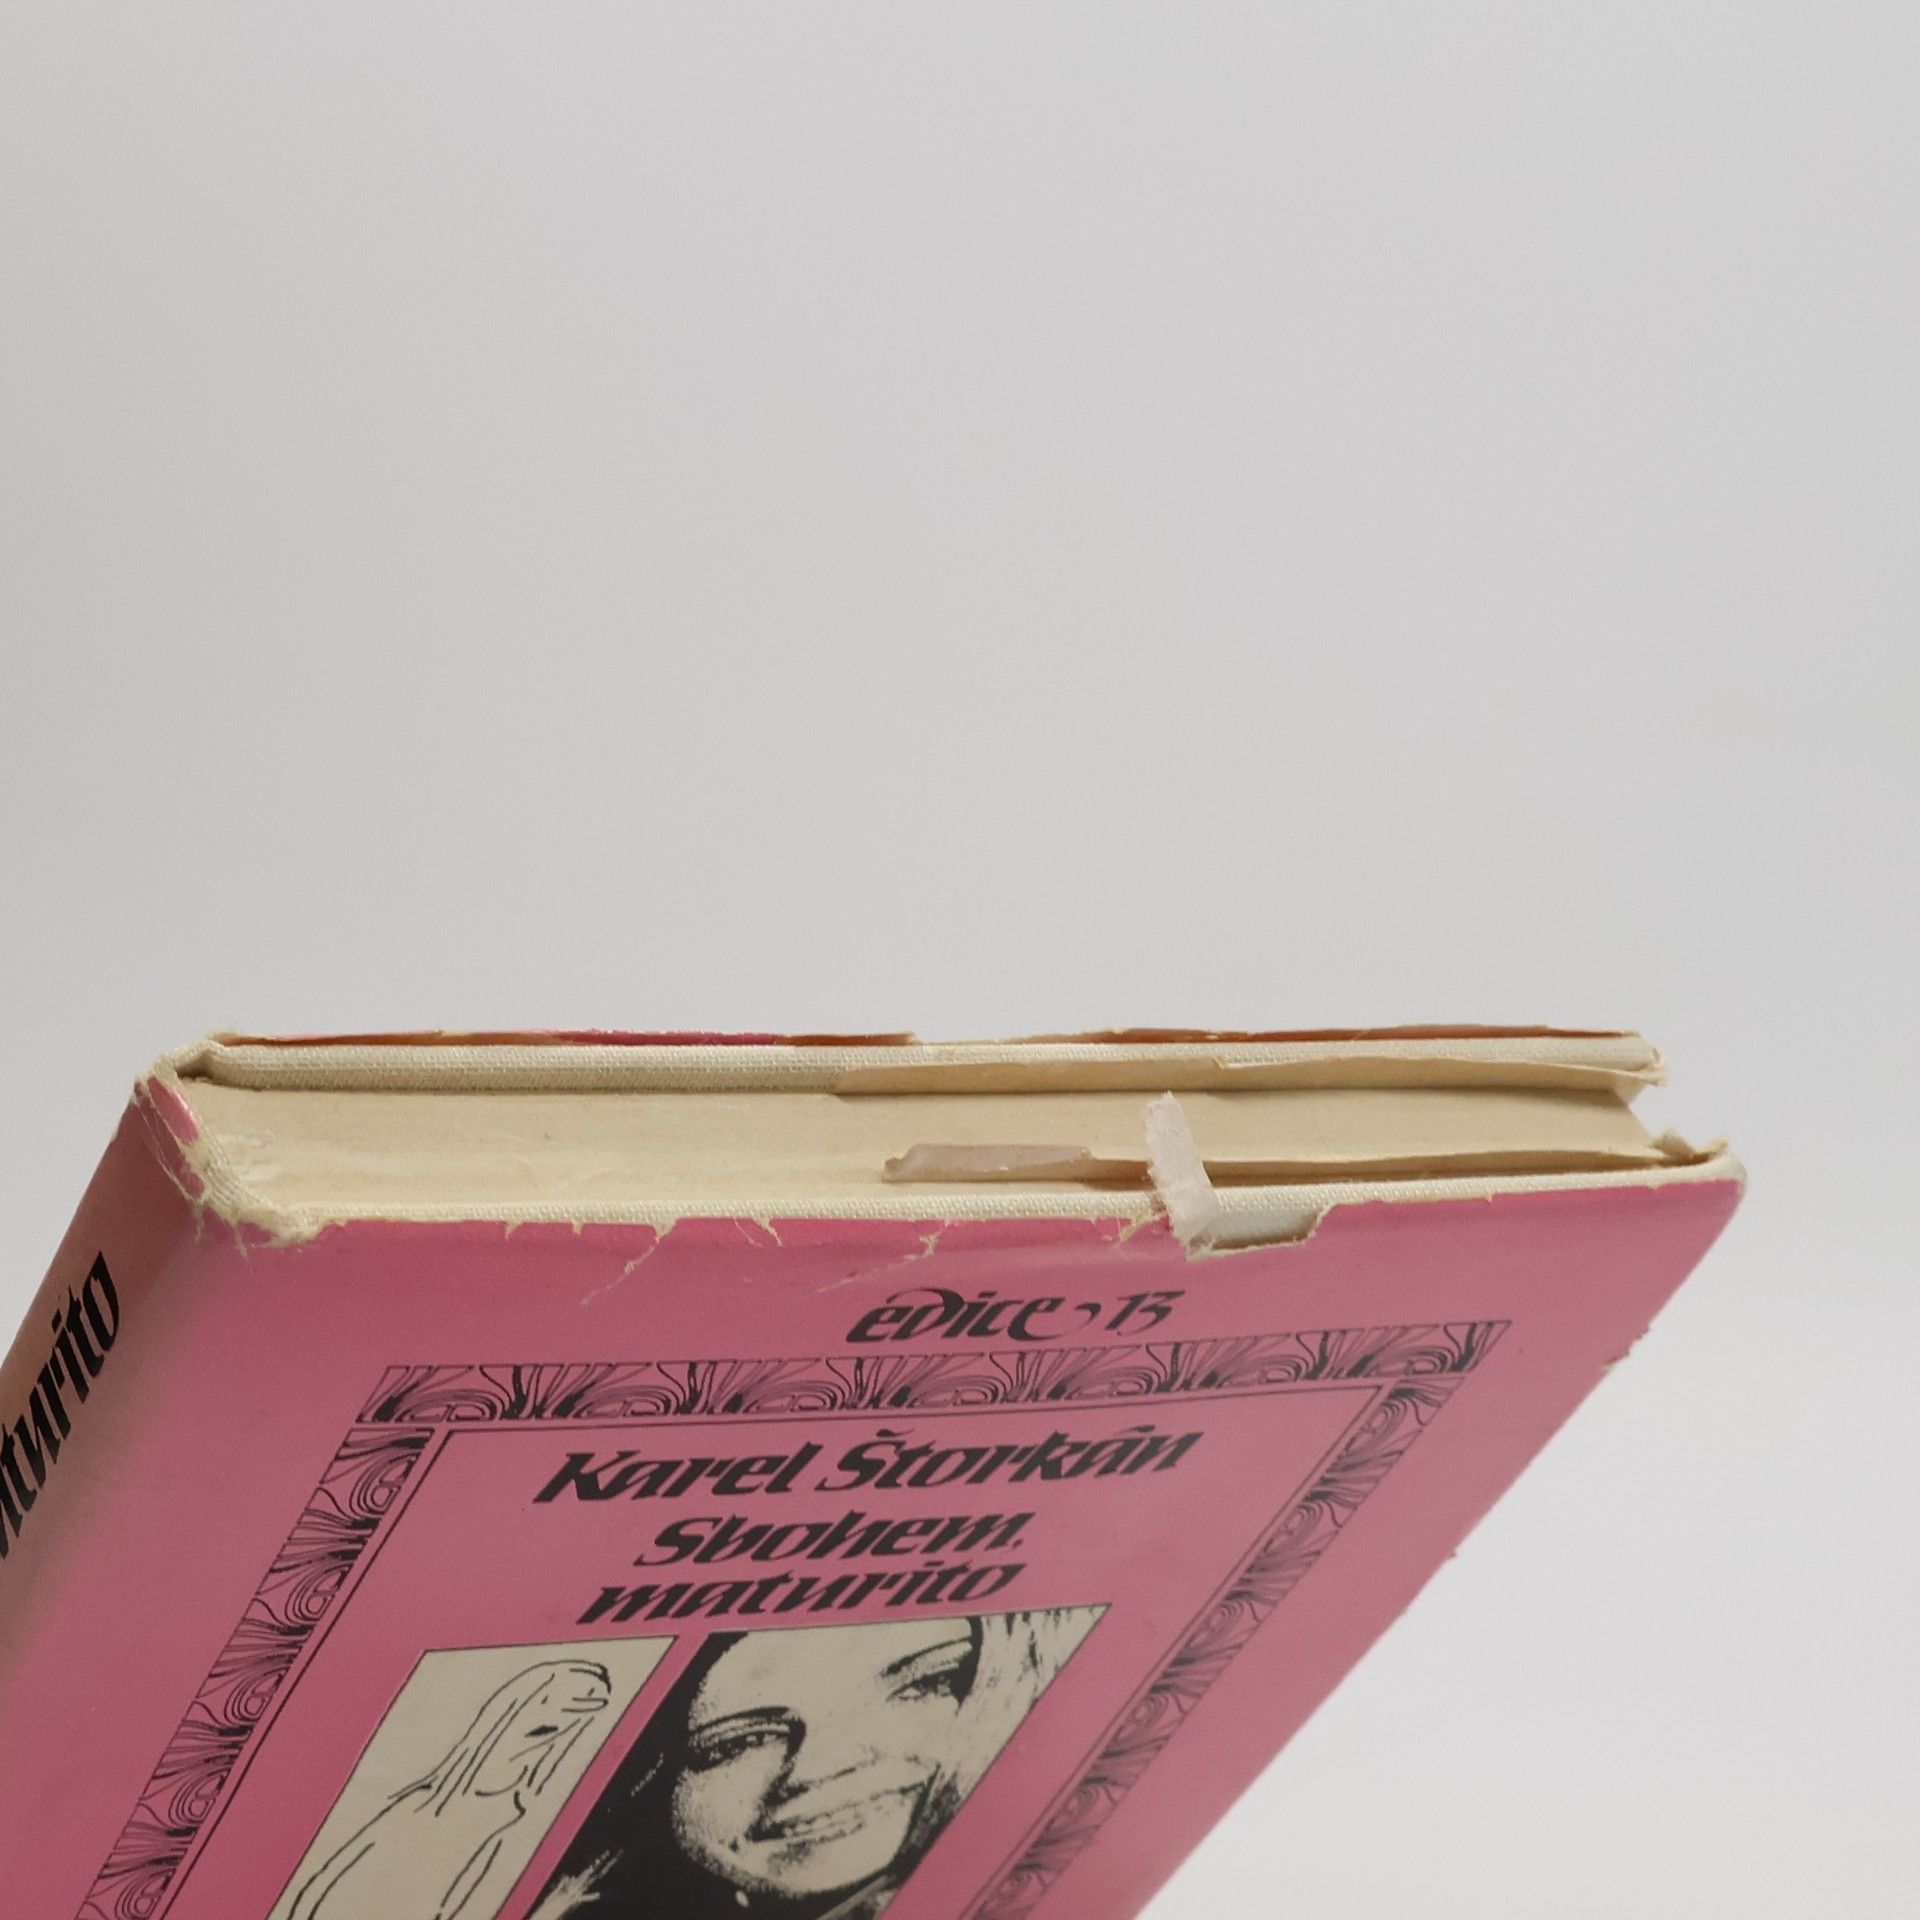 edice 13
Karel Štorkán
Sbohem,
maturito
maturito